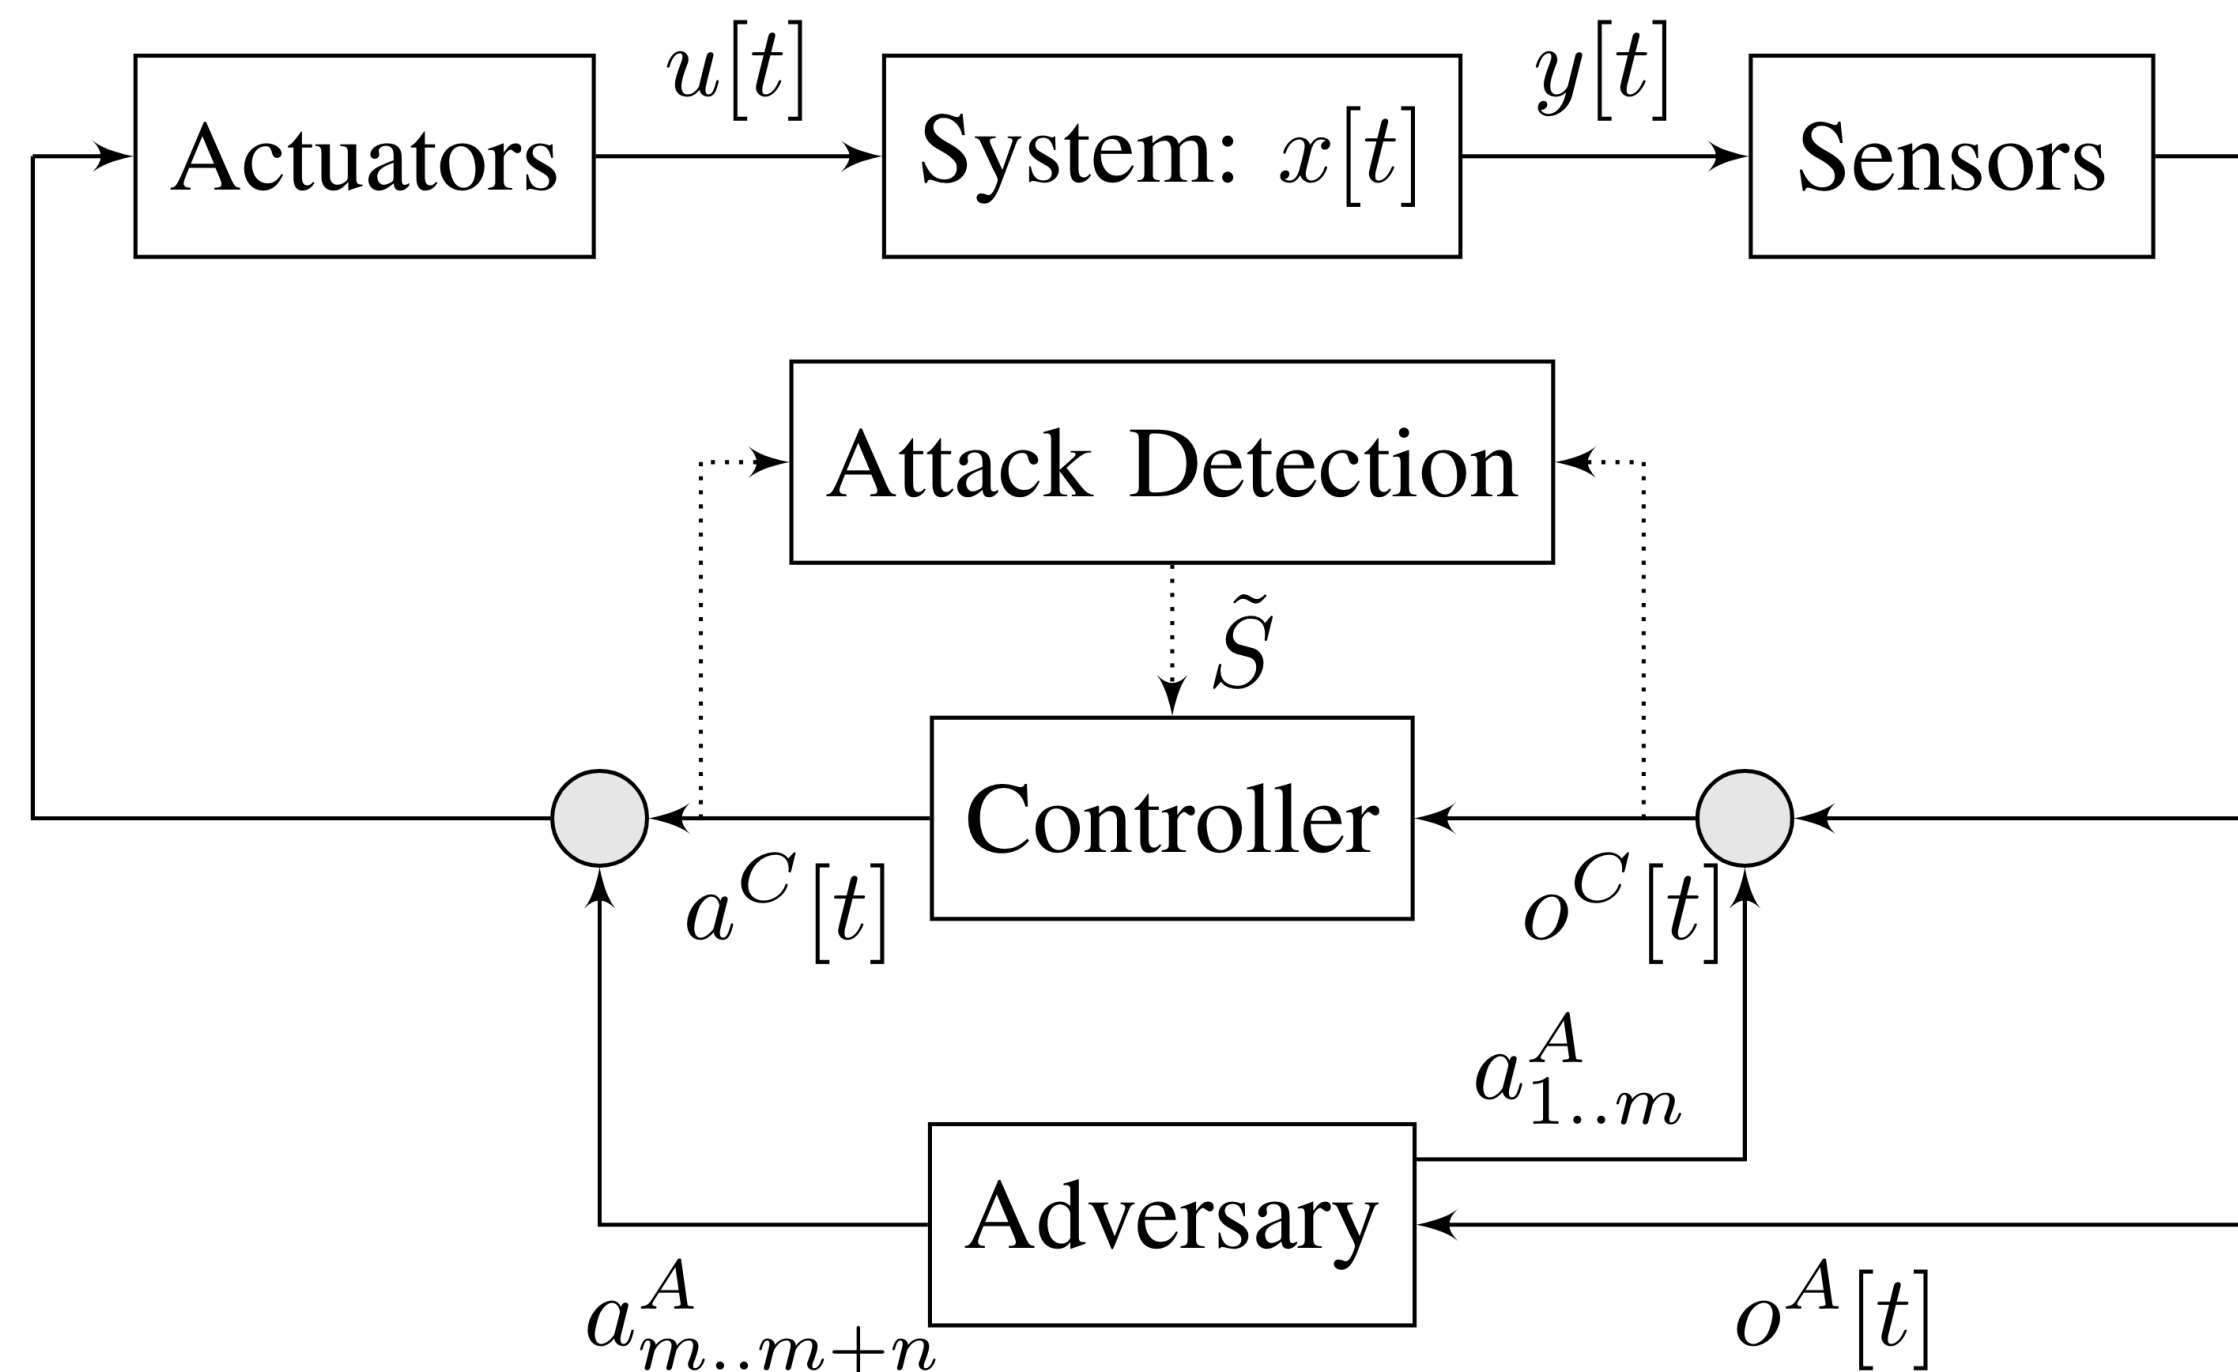 u[t]
y[t]
Actuators
System: x[t]
Sensors
Attack Detection
S̃
Controller
a^C[t]
o^C[t]
a^A_{1..m}
Adversary
a^A_{m..m+n}
o^A[t]